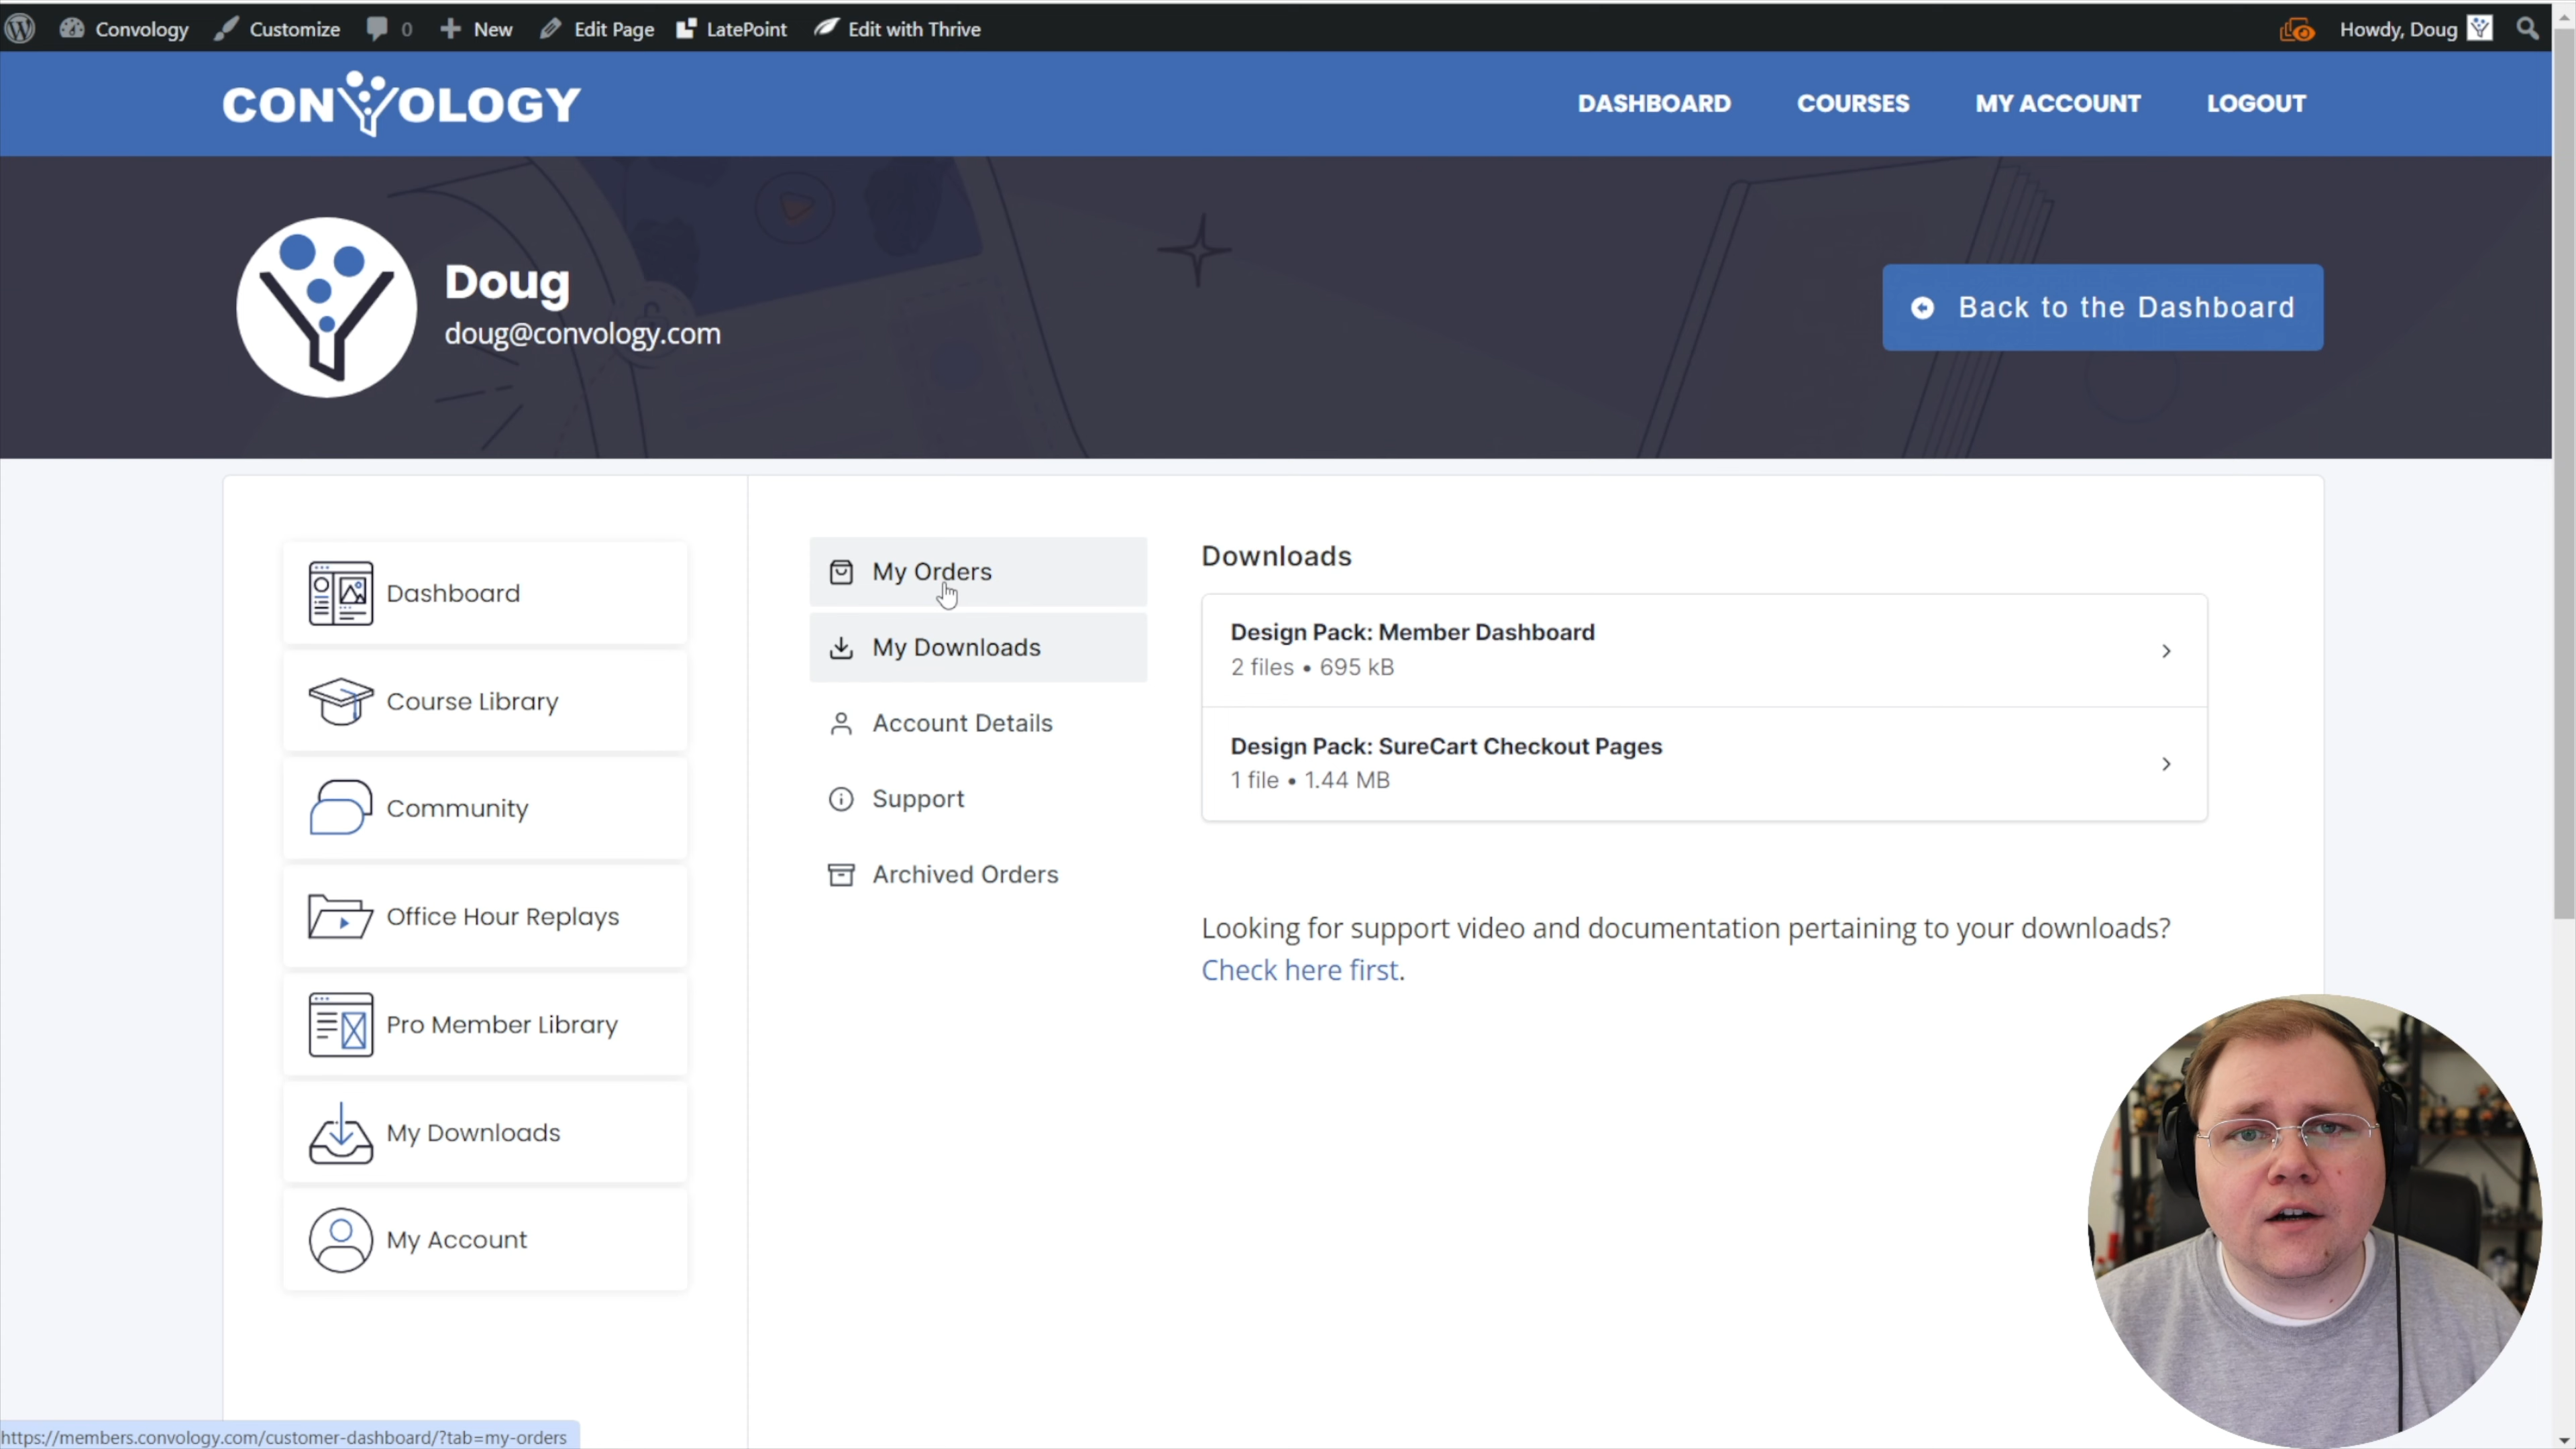 Convology
Customize
0
New
Edit Page
LatePoint
Edit with Thrive
Howdy, Doug
CONVOLOGY
DASHBOARD
COURSES
MY ACCOUNT
LOGOUT
Doug
doug@convology.com
Back to the Dashboard
Dashboard
Course Library
Community
Office Hour Replays
Pro Member Library
My Downloads
My Account
My Orders
My Downloads
Account Details
Support
Archived Orders
Downloads
Design Pack: Member Dashboard
2 files • 695 kB
Design Pack: SureCart Checkout Pages
1 file • 1.44 MB
Looking for support video and documentation pertaining to your downloads?
Check here first.
https://members.convology.com/customer-dashboard/?tab=my-orders